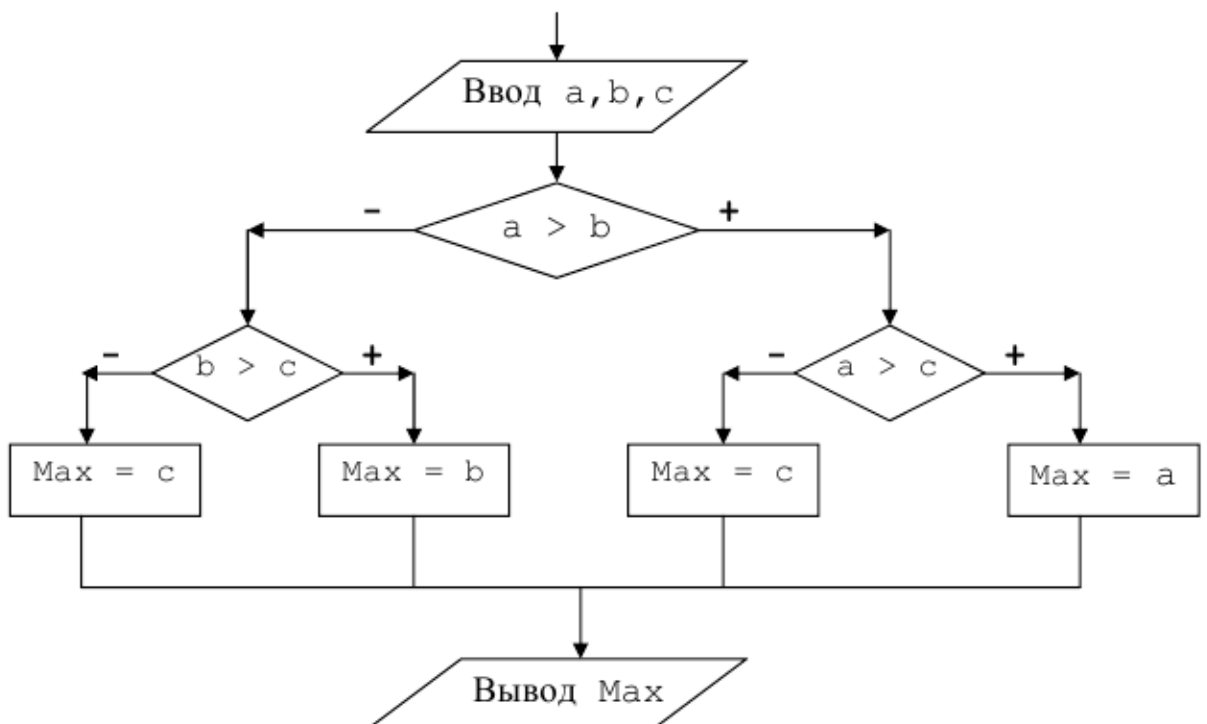 Ввод a,b,c
-
a > b
+
-
b > c
+
-
a > c
+
Max = c
Max = b
Max = c
Max = a
Вывод Max